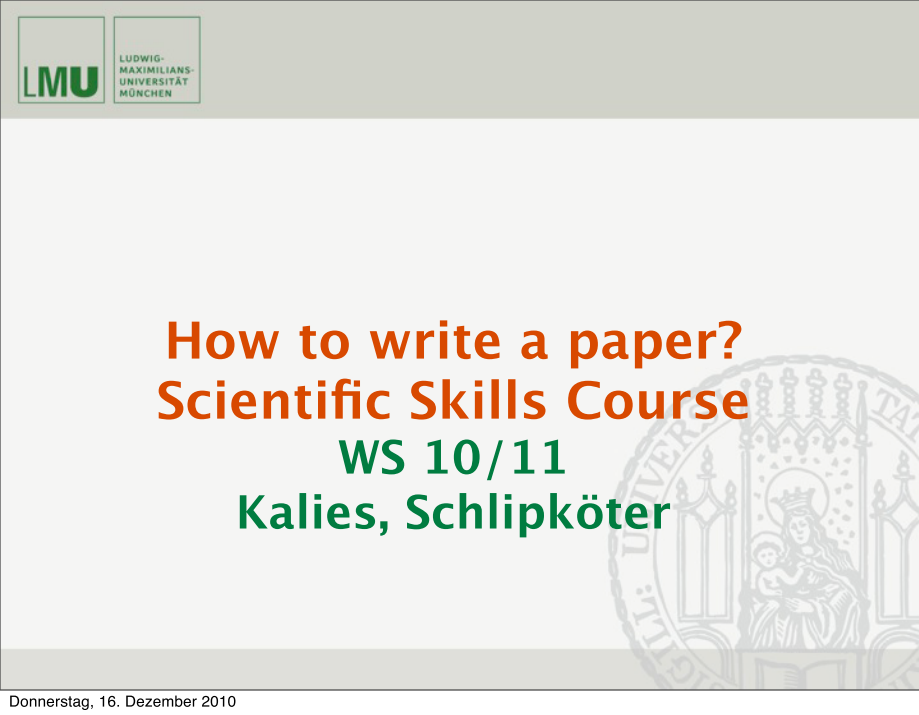 LMU
LUDWIG-
MAXIMILIANS-
UNIVERSITÄT
MÜNCHEN
How to write a paper?
Scientific Skills Course
WS 10/11
Kalies, Schlipköter
Donnerstag, 16. Dezember 2010